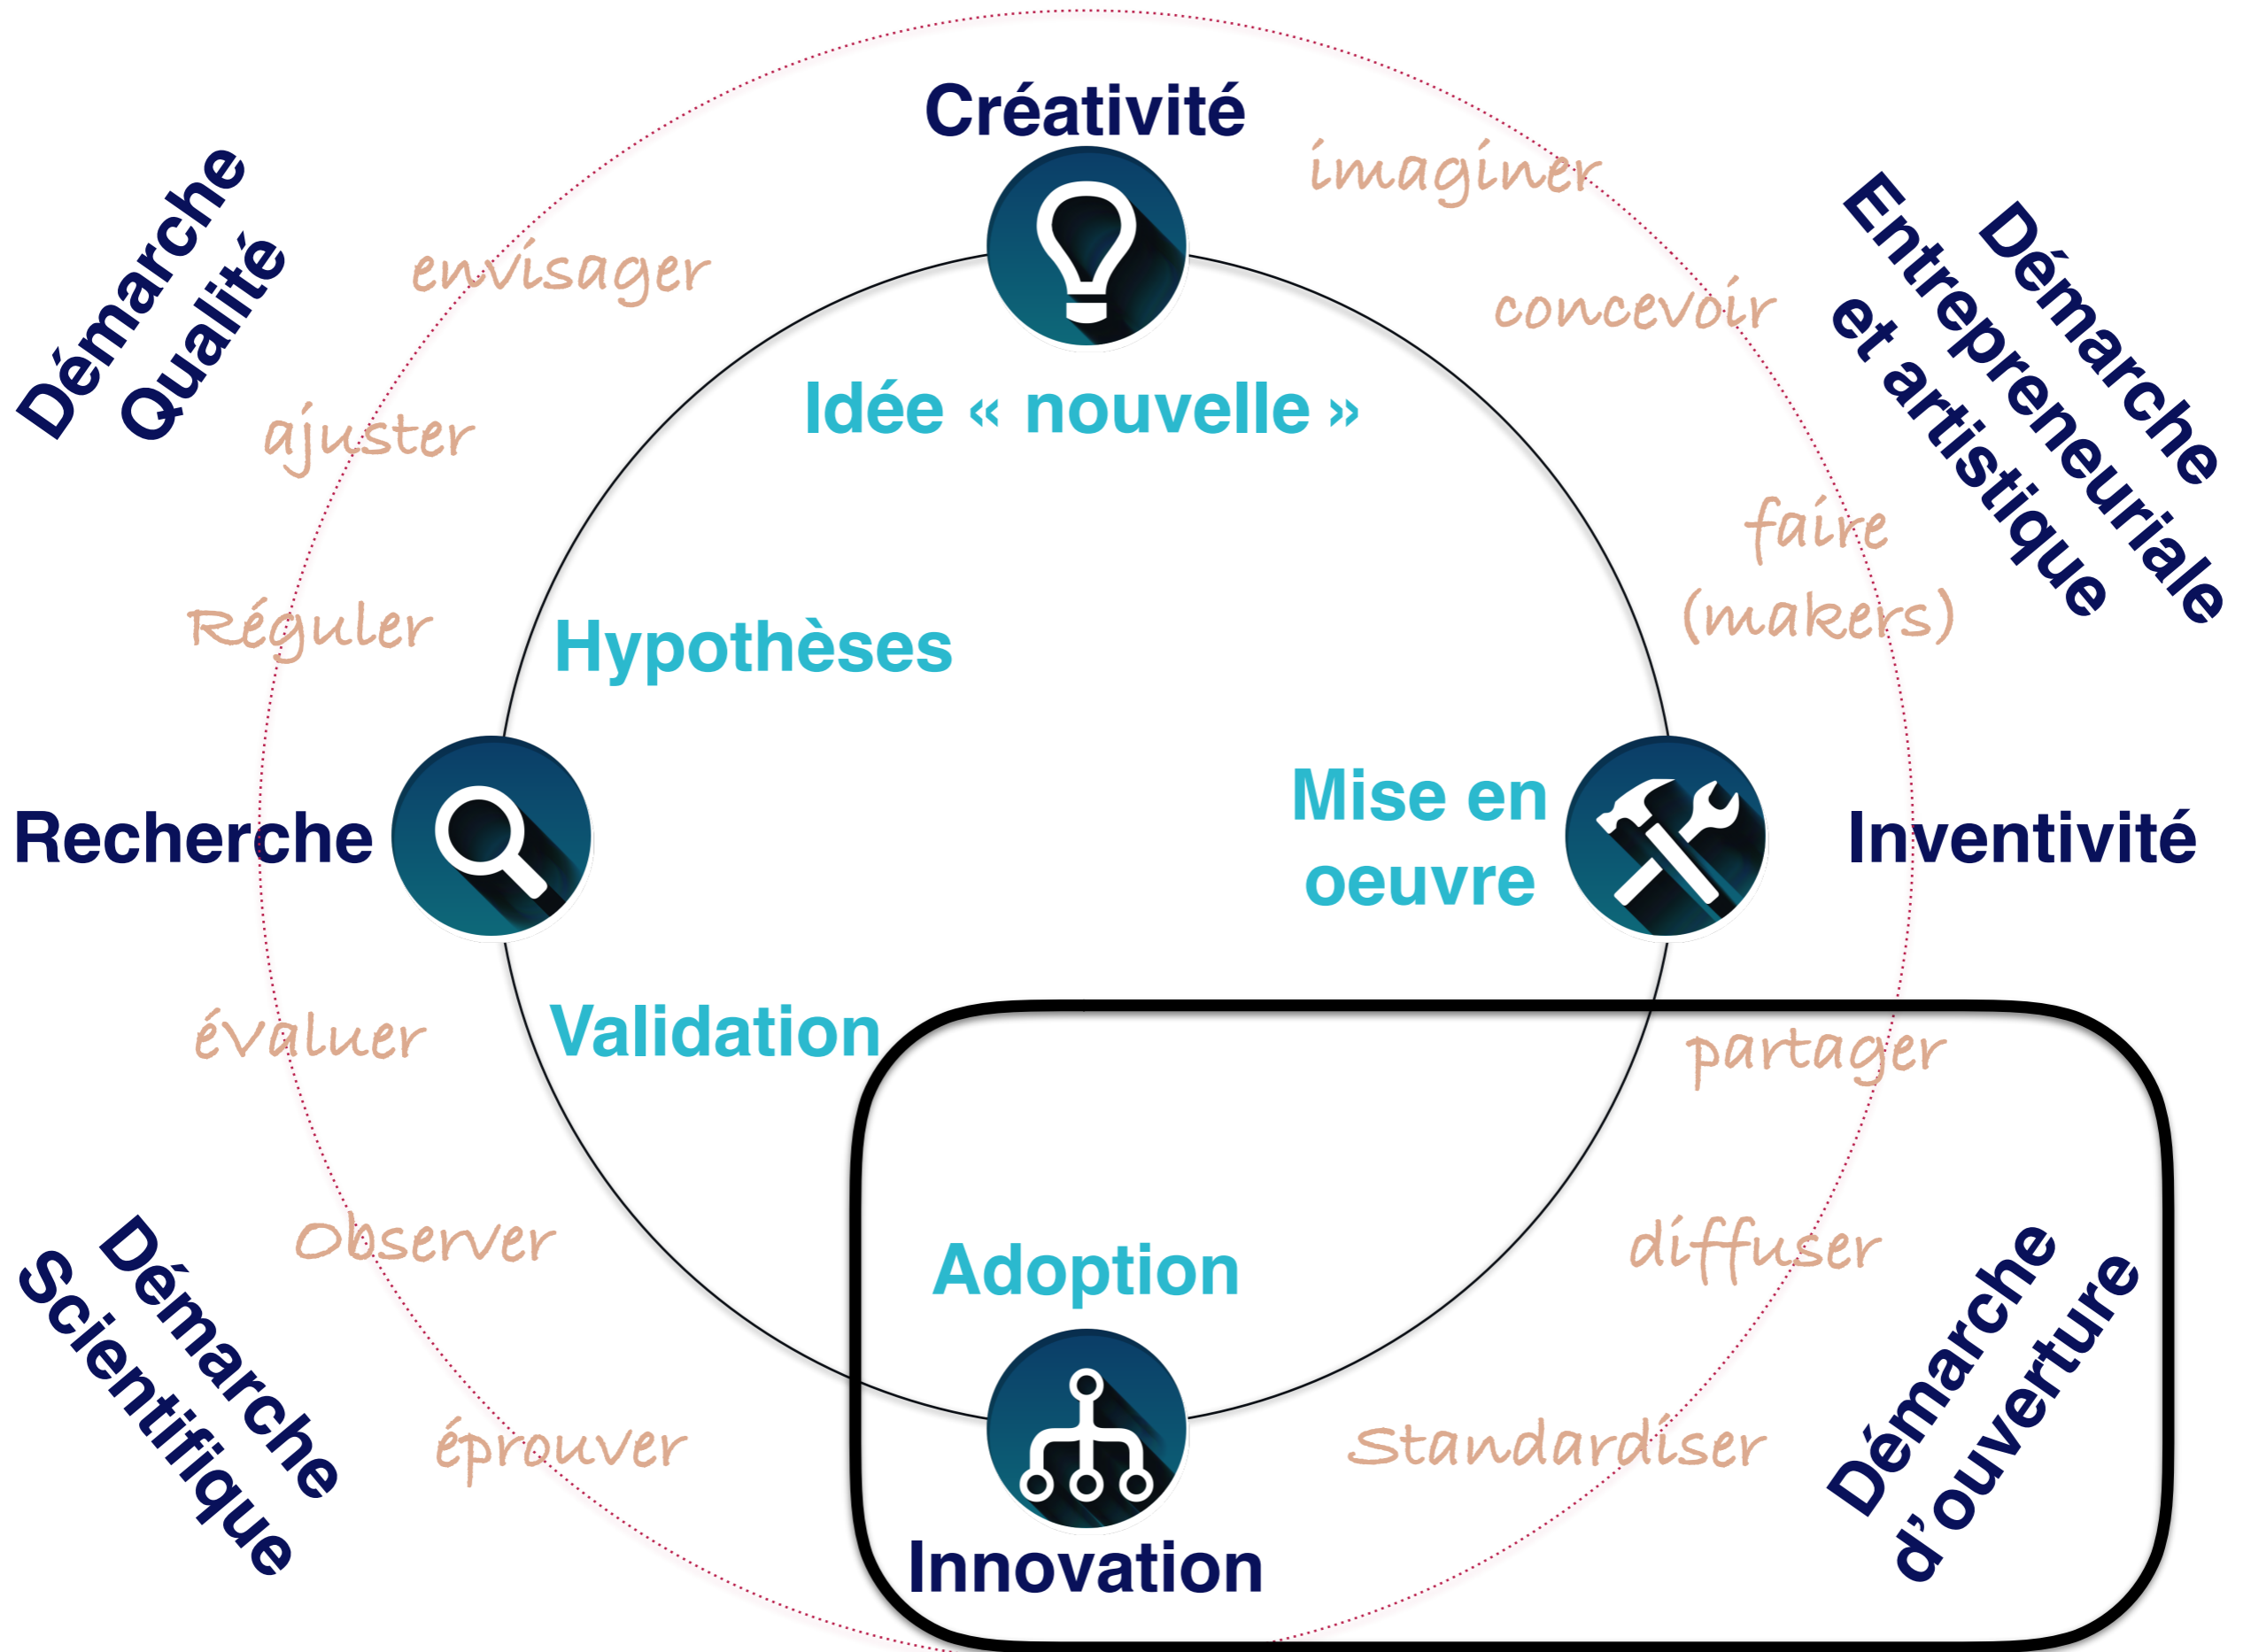 Créativité
imaginer
Démarche
Qualité
Démarche
Entrepreneuriale
et artistique
envisager
concevoir
Idée « nouvelle »
ajuster
faire
(makers)
Réguler
Hypothèses
Recherche
Mise en
oeuvre
Inventivité
évaluer
Validation
partager
Observer
diffuser
Adoption
Démarche
Scientifique
Démarche
d'ouverture
éprouver
Standardiser
Innovation